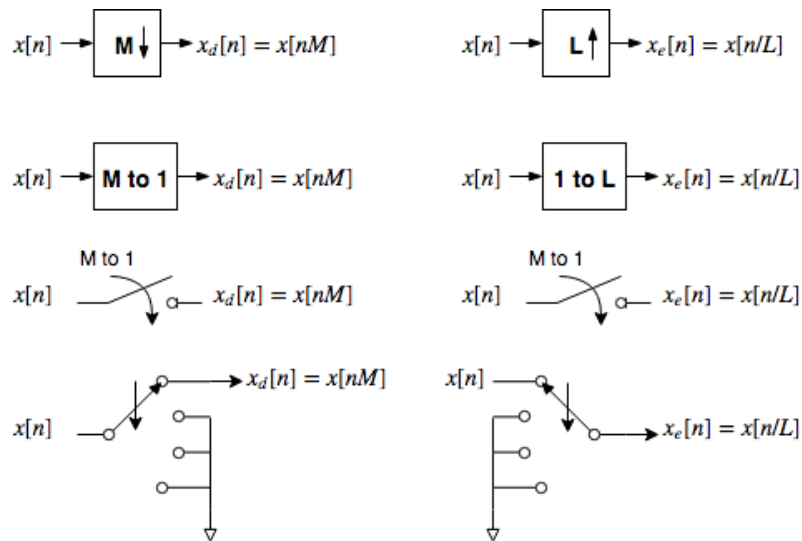 x[n] M x_d[n] = x[nM] x[n] L x_e[n] = x[n/L]
x[n] M to 1 x_d[n] = x[nM] x[n] 1 to L x_e[n] = x[n/L]
M to 1 M to 1
x[n] x_d[n] = x[nM] x[n] x_e[n] = x[n/L]
x_d[n] = x[nM] x[n]
x[n] x_e[n] = x[n/L]